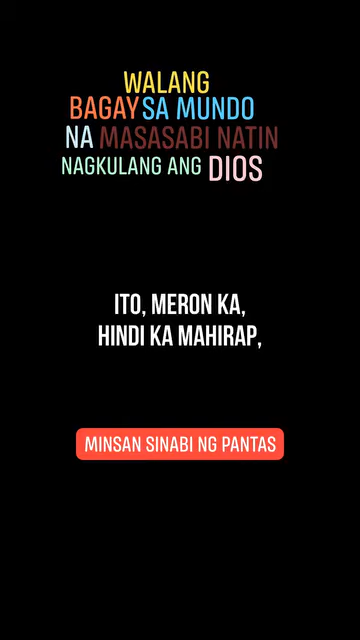 WALANG
BAGAY SA MUNDO
NA MASASABI NATIN
NAGKULANG ANG DIOS
ITO, MERON KA,
HINDI KA MAHIRAP,
MINSAN SINABI NG PANTAS